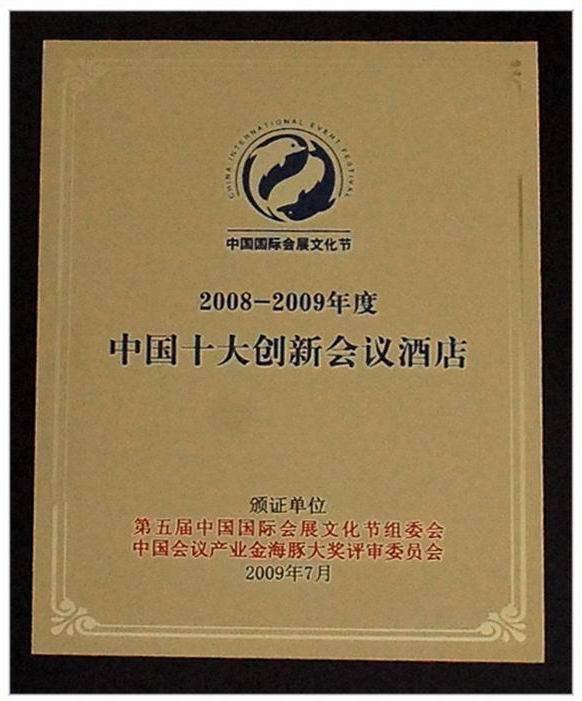 CHINA INTERNATIONAL EVENT FESTIVAL
中国国际会展文化节
2008-2009年度
中国十大创新会议酒店
颁证单位
第五届中国国际会展文化节组委会
中国会议产业金海豚大奖评审委员会
2009年7月